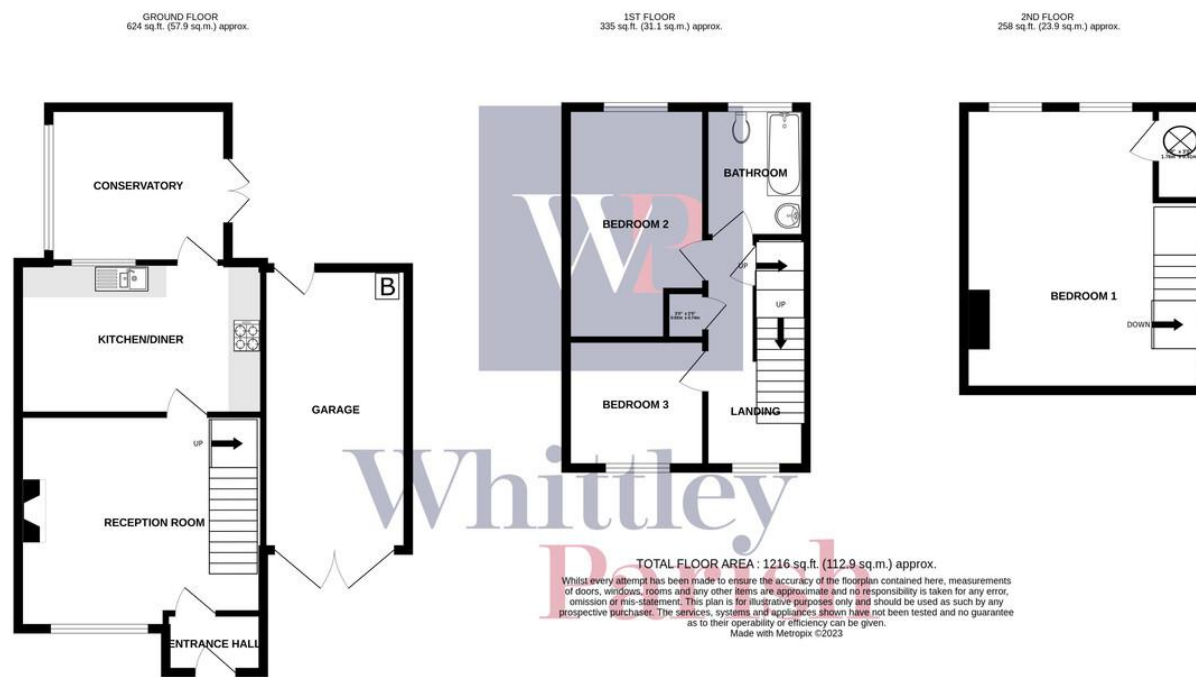 GROUND FLOOR
624 sq.ft. (57.9 sq.m.) approx.
1ST FLOOR
335 sq.ft. (31.1 sq.m.) approx.
2ND FLOOR
258 sq.ft. (23.9 sq.m.) approx.
CONSERVATORY
KITCHEN/DINER
B
GARAGE
UP
RECEPTION ROOM
ENTRANCE HALL
WP
BATHROOM
BEDROOM 2
UP
UP
BEDROOM 3
LANDING
BEDROOM 1
DOWN
Whittley
Parish
TOTAL FLOOR AREA : 1216 sq.ft. (112.9 sq.m.) approx.
Whilst every attempt has been made to ensure the accuracy of the floorplan contained here, measurements
of doors, windows, rooms and any other items are approximate and no responsibility is taken for any error,
omission or mis-statement. This plan is for illustrative purposes only and should be used as such by any
prospective purchaser. The services, systems and appliances shown have not been tested and no guarantee
as to their operability or efficiency can be given.
Made with Metropix ©2023